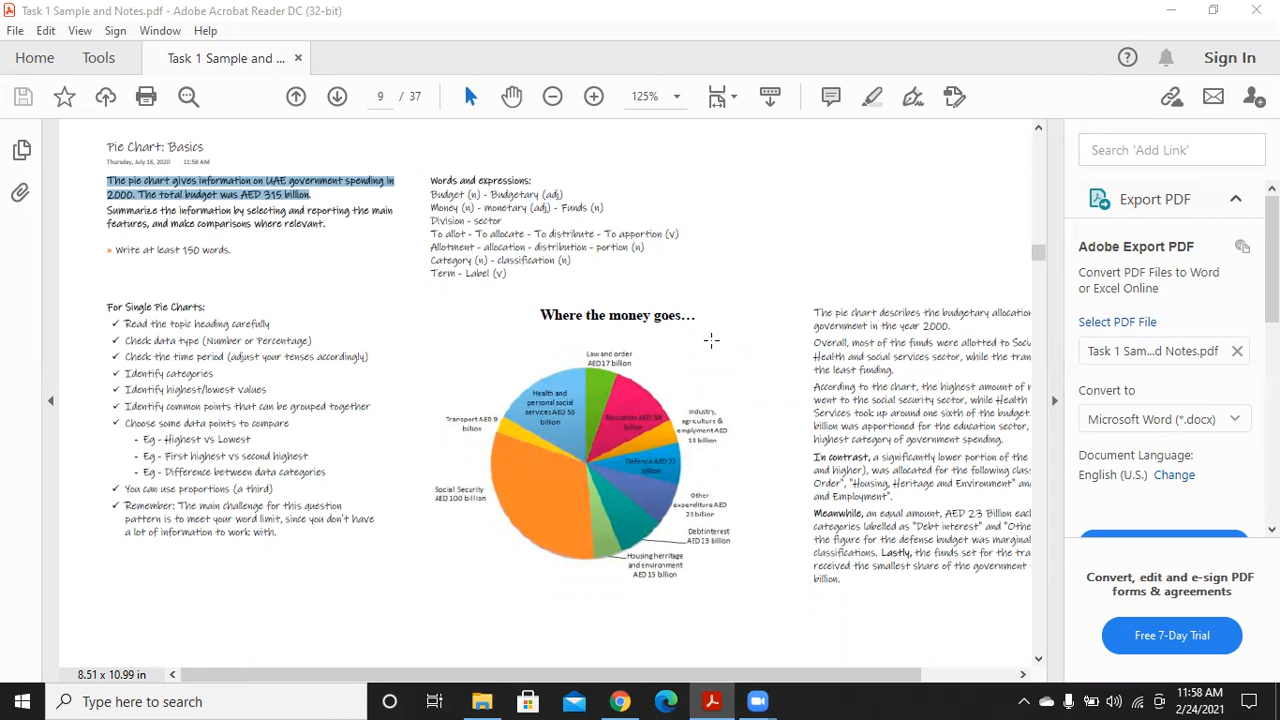 Task 1 Sample and Notes.pdf - Adobe Acrobat Reader DC (32-bit)
File Edit View Sign Window Help
Home Tools Task 1 Sample and ... × Sign In
9 / 37 125%
Pie Chart: Basics
Thursday, July 16, 2020 11:58 AM
The pie chart gives information on UAE government spending in
2000. The total budget was AED 315 billion.
Summarize the information by selecting and reporting the main
features, and make comparisons where relevant.
» Write at least 150 words.
Words and expressions:
Budget (n) - Budgetary (adj)
Money (n) - monetary (adj) - Funds (n)
Division - sector
To allot - To allocate - To distribute - To apportion (v)
Allotment - allocation - distribution - portion (n)
Category (n) - classification (n)
Term - Label (v)
For Single Pie Charts:
✓ Read the topic heading carefully
✓ Check data type (Number or Percentage)
✓ Check the time period (adjust your tenses accordingly)
✓ Identify categories
✓ Identify highest/lowest values
✓ Identify common points that can be grouped together
✓ Choose some data points to compare
- Eg - Highest vs Lowest
- Eg - First highest vs second highest
- Eg - Difference between data categories
✓ You can use proportions (a third)
✓ Remember: The main challenge for this question
pattern is to meet your word limit, since you don't have
a lot of information to work with.
Where the money goes...
Law and order
AED 17 billion
Health and
personal social
services AED 53
billion
Education AED 38
billion
Transport AED 9
billion
Industry,
agriculture &
emplyment AED
13 billion
Defence AED 22
billion
Social Security
AED 100 billion
Other
expenditure AED
23 billion
Debt interest
AED 23 billion
Housing herritage
and environment
AED 15 billion
The pie chart describes the budgetary allocation
government in the year 2000.
Overall, most of the funds were allotted to Social
Health and social services sector, while the tran
the least funding.
According to the chart, the highest amount of m
went to the social security sector, while Health
Services took up around one sixth of the budget
billion was apportioned for the education sector,
highest category of government spending.
In contrast, a significantly lower portion of the
and higher), was allocated for the following class
Order", "Housing, Heritage and Environment" and
and Employment".
Meanwhile, an equal amount, AED 23 Billion each
categories labelled as "Debt interest" and "Othe
the figure for the defense budget was marginal
classifications. Lastly, the funds set for the tra
received the smallest share of the government
billion.
8.51 x 10.99 in
Search 'Add Link'
Export PDF
Adobe Export PDF
Convert PDF Files to Word
or Excel Online
Select PDF File
Task 1 Sam...d Notes.pdf
Convert to
Microsoft Word (*.docx)
Document Language:
English (U.S.) Change
Convert, edit and e-sign PDF
forms & agreements
Free 7-Day Trial
Type here to search
11:58 AM
2/24/2021